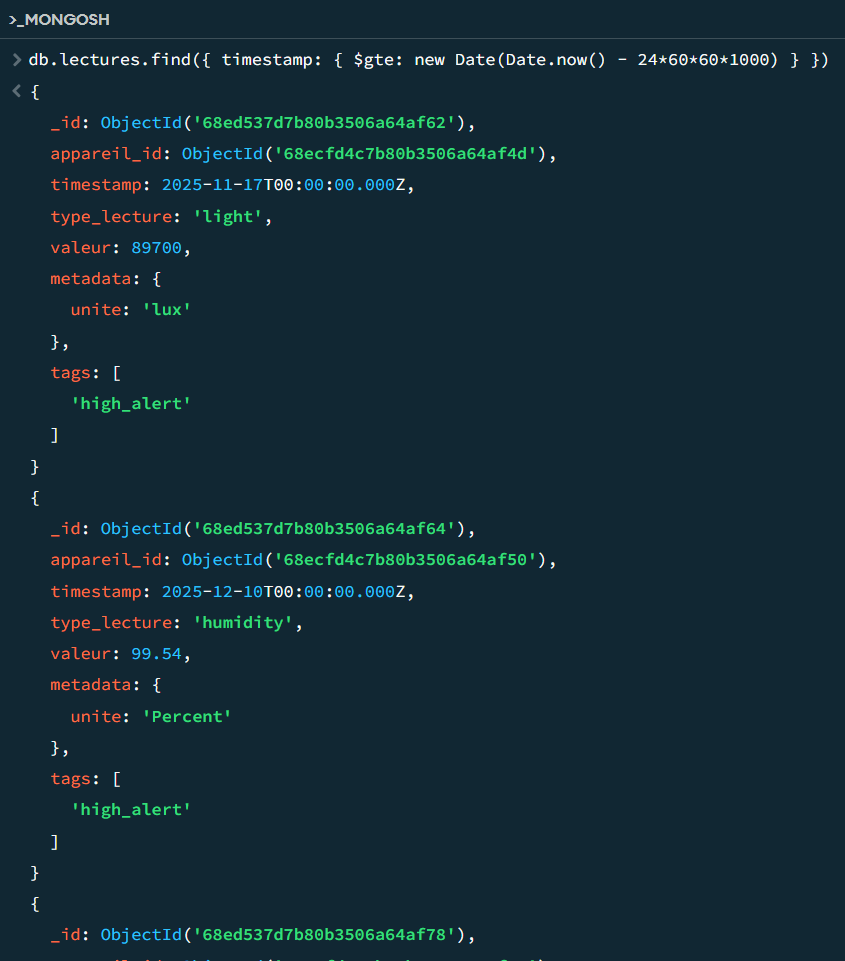 >_MONGOSH
> db.lectures.find({ timestamp: { $gte: new Date(Date.now() - 24*60*60*1000) } })
< {
_id: ObjectId('68ed537d7b80b3506a64af62'),
appareil_id: ObjectId('68ecfd4c7b80b3506a64af4d'),
timestamp: 2025-11-17T00:00:00.000Z,
type_lecture: 'light',
valeur: 89700,
metadata: {
unite: 'lux'
},
tags: [
'high_alert'
]
}
{
_id: ObjectId('68ed537d7b80b3506a64af64'),
appareil_id: ObjectId('68ecfd4c7b80b3506a64af50'),
timestamp: 2025-12-10T00:00:00.000Z,
type_lecture: 'humidity',
valeur: 99.54,
metadata: {
unite: 'Percent'
},
tags: [
'high_alert'
]
}
{
_id: ObjectId('68ed537d7b80b3506a64af78'),